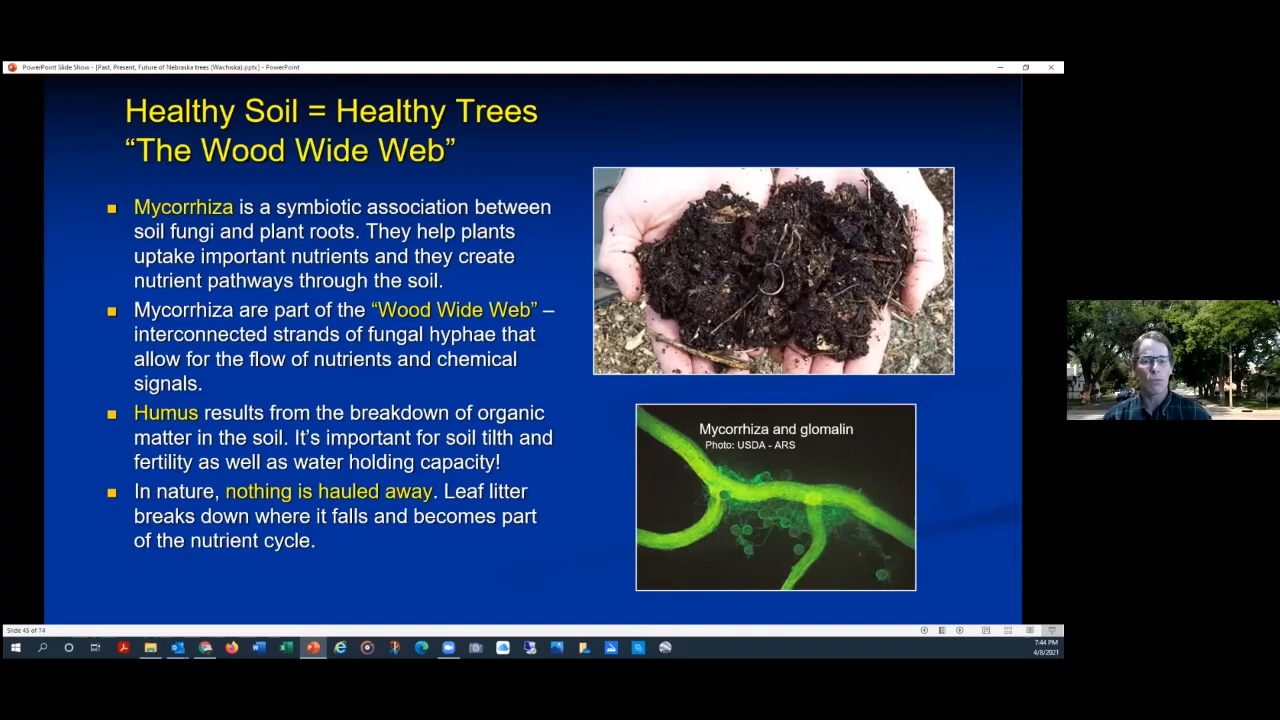 PowerPoint Slide Show - [Past, Present, Future of Nebraska trees (Wachiska).pptx] - PowerPoint
Healthy Soil = Healthy Trees
“The Wood Wide Web”
Mycorrhiza is a symbiotic association between
soil fungi and plant roots. They help plants
uptake important nutrients and they create
nutrient pathways through the soil.
Mycorrhiza are part of the “Wood Wide Web” –
interconnected strands of fungal hyphae that
allow for the flow of nutrients and chemical
signals.
Humus results from the breakdown of organic
matter in the soil. It’s important for soil tilth and
fertility as well as water holding capacity!
In nature, nothing is hauled away. Leaf litter
breaks down where it falls and becomes part
of the nutrient cycle.
Mycorrhiza and glomalin
Photo: USDA - ARS
Slide 45 of 74
7:44 PM
4/8/2021